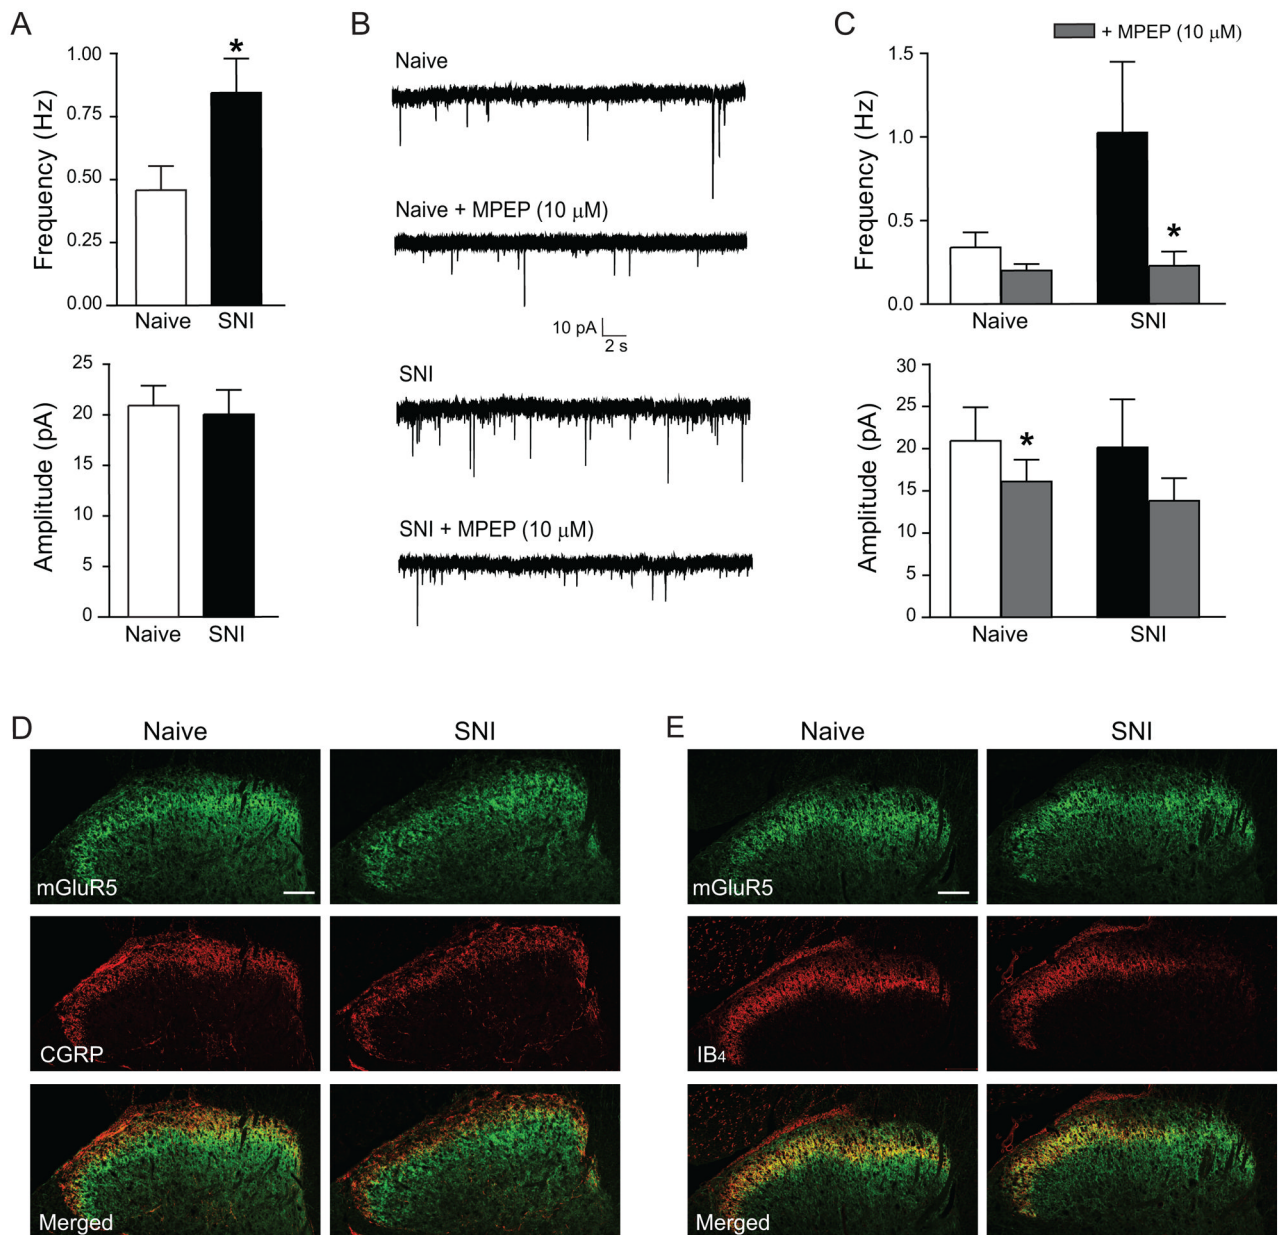 A
Frequency (Hz)
1.00
0.75
0.50
0.25
0.00
*
Naive SNI
Amplitude (pA)
25
20
15
10
5
0
Naive SNI
B
Naive
Naive + MPEP (10 μM)
10 pA
2 s
SNI
SNI + MPEP (10 μM)
C
+ MPEP (10 μM)
Frequency (Hz)
1.5
1.0
0.5
0.0
*
Naive SNI
Amplitude (pA)
30
25
20
15
10
5
0
*
Naive SNI
D
Naive SNI
mGluR5
CGRP
Merged
E
Naive SNI
mGluR5
IB4
Merged